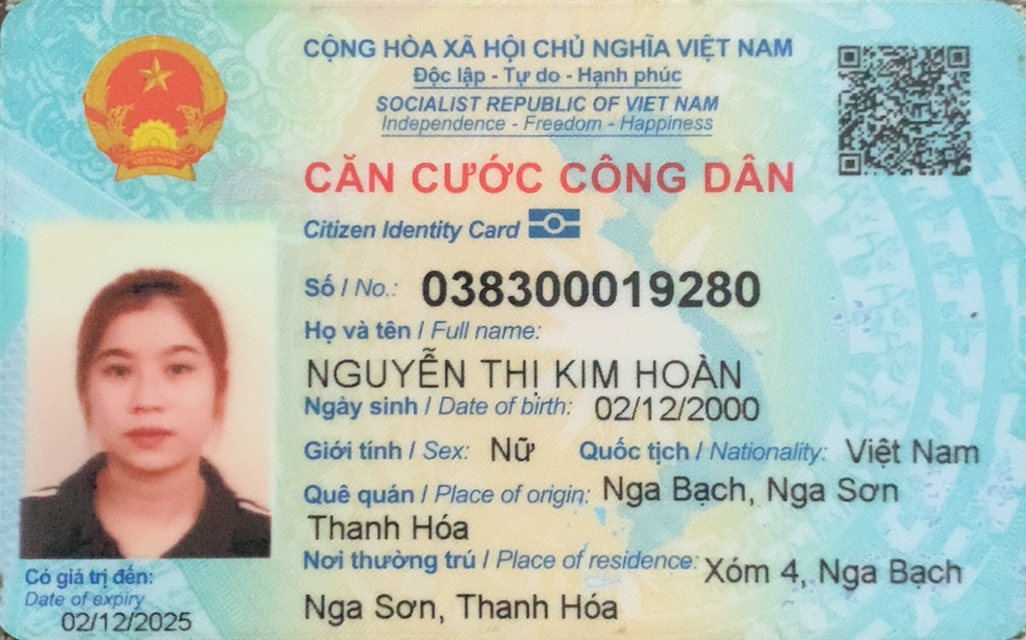 CỘNG HÒA XÃ HỘI CHỦ NGHĨA VIỆT NAM
Độc lập - Tự do - Hạnh phúc
SOCIALIST REPUBLIC OF VIET NAM
Independence - Freedom - Happiness
CĂN CƯỚC CÔNG DÂN
Citizen Identity Card
Số / No.: 038300019280
Họ và tên / Full name:
NGUYỄN THỊ KIM HOÀN
Ngày sinh / Date of birth: 02/12/2000
Giới tính / Sex: Nữ Quốc tịch / Nationality: Việt Nam
Quê quán / Place of origin: Nga Bạch, Nga Sơn
Thanh Hóa
Nơi thường trú / Place of residence: Xóm 4, Nga Bạch
Nga Sơn, Thanh Hóa
Có giá trị đến:
Date of expiry
02/12/2025